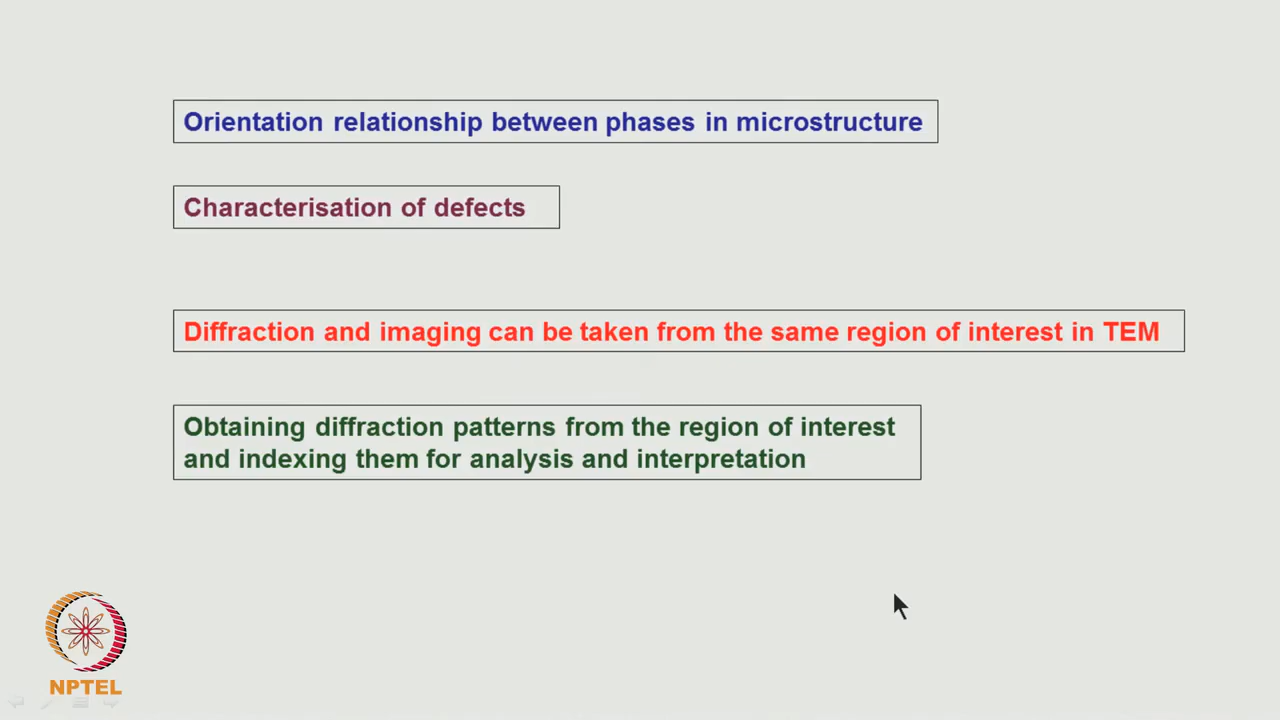 Orientation relationship between phases in microstructure
Characterisation of defects
Diffraction and imaging can be taken from the same region of interest in TEM
Obtaining diffraction patterns from the region of interest
and indexing them for analysis and interpretation
NPTEL